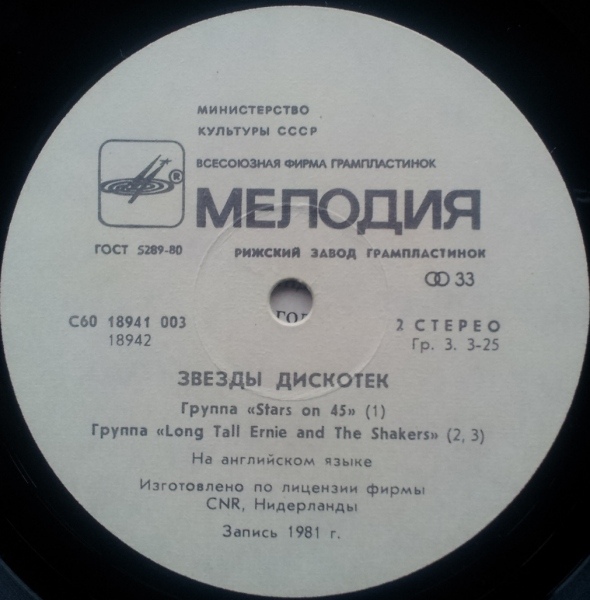 МИНИСТЕРСТВО
КУЛЬТУРЫ СССР
ВСЕСОЮЗНАЯ ФИРМА ГРАМПЛАСТИНОК
®
МЕЛОДИЯ
ГОСТ 5289-80
РИЖСКИЙ ЗАВОД ГРАМПЛАСТИНОК
33
С60 18941 003
18942
2 СТЕРЕО
Гр. 3. 3-25
ЗВЕЗДЫ ДИСКОТЕК
Группа «Stars on 45» (1)
Группа «Long Tall Ernie and The Shakers» (2, 3)
На английском языке
Изготовлено по лицензии фирмы
CNR, Нидерланды
Запись 1981 г.